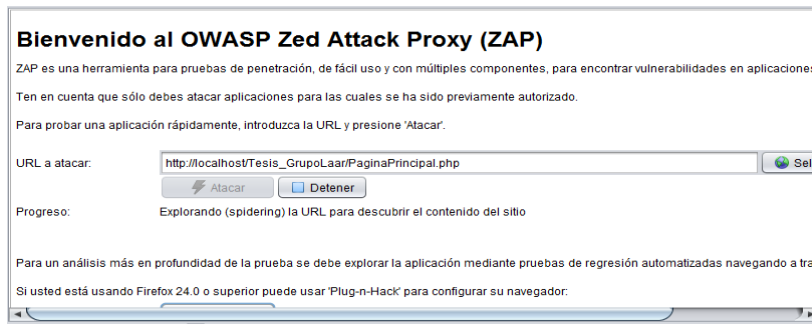 Bienvenido al OWASP Zed Attack Proxy (ZAP)
ZAP es una herramienta para pruebas de penetración, de fácil uso y con múltiples componentes, para encontrar vulnerabilidades en aplicaciones
Ten en cuenta que sólo debes atacar aplicaciones para las cuales se ha sido previamente autorizado.
Para probar una aplicación rápidamente, introduzca la URL y presione 'Atacar'.
URL a atacar: http://localhost/Tesis_GrupoLaar/PaginaPrincipal.php Sel
Atacar Detener
Progreso: Explorando (spidering) la URL para descubrir el contenido del sitio
Para un análisis más en profundidad de la prueba se debe explorar la aplicación mediante pruebas de regresión automatizadas navegando a tra
Si usted está usando Firefox 24.0 o superior puede usar 'Plug-n-Hack' para configurar su navegador: